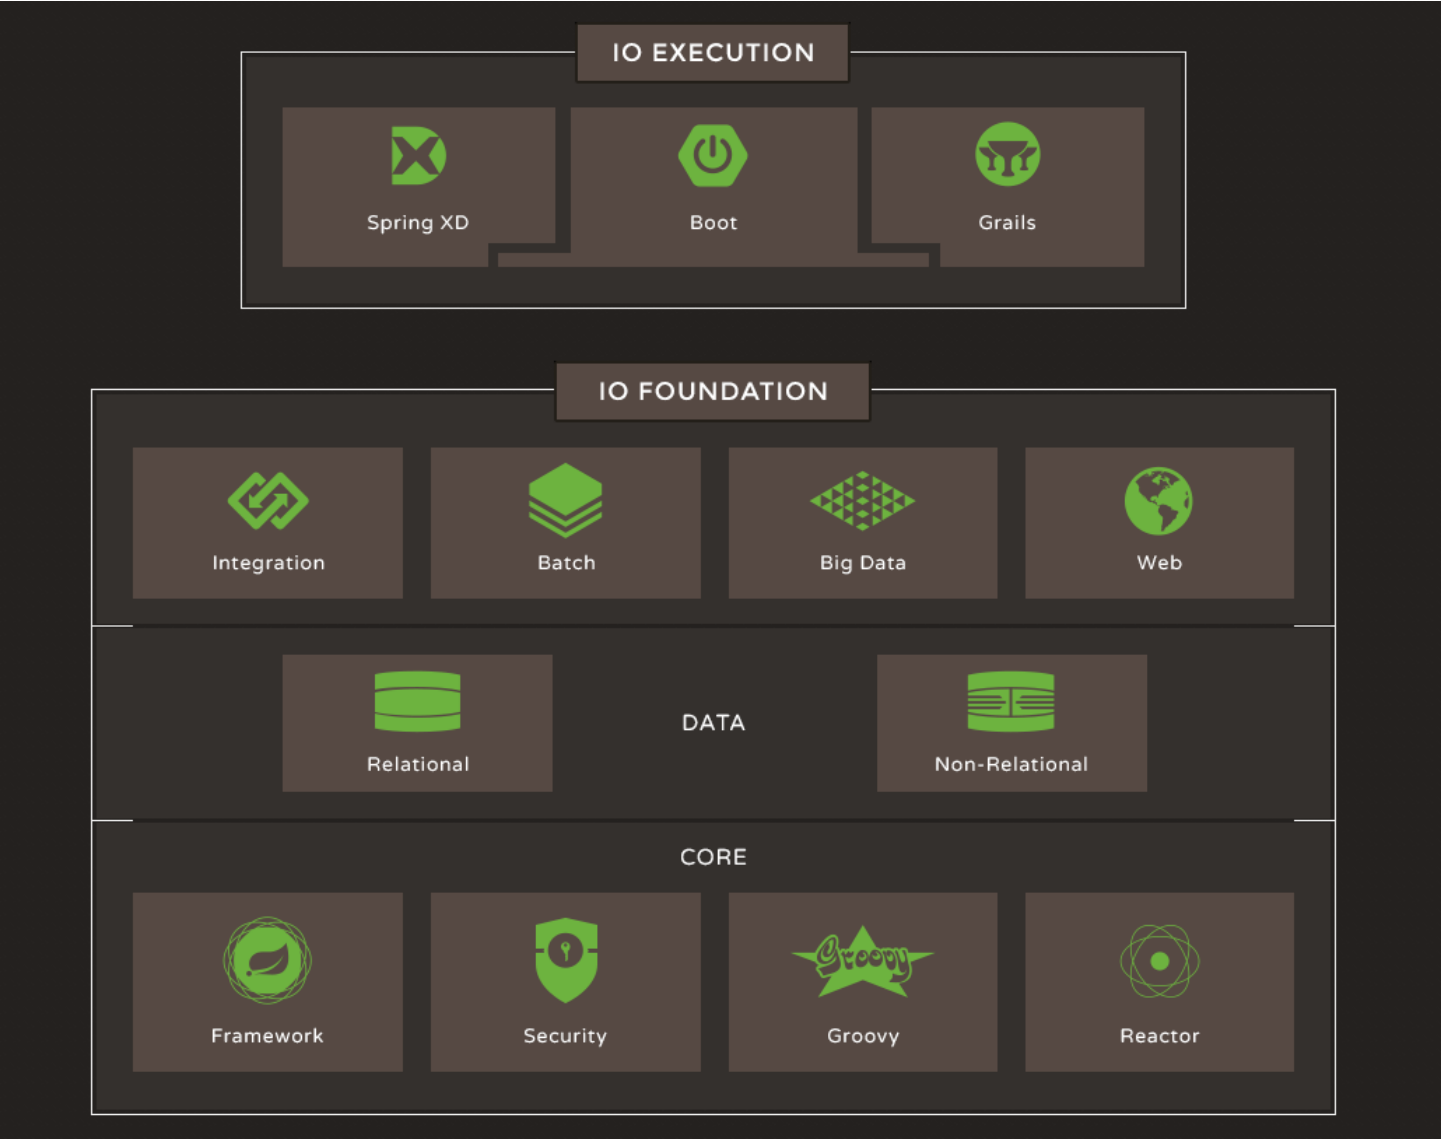 IO EXECUTION
Spring XD
Boot
Grails
IO FOUNDATION
Integration
Batch
Big Data
Web
Relational
DATA
Non-Relational
CORE
Groovy
Framework
Security
Groovy
Reactor